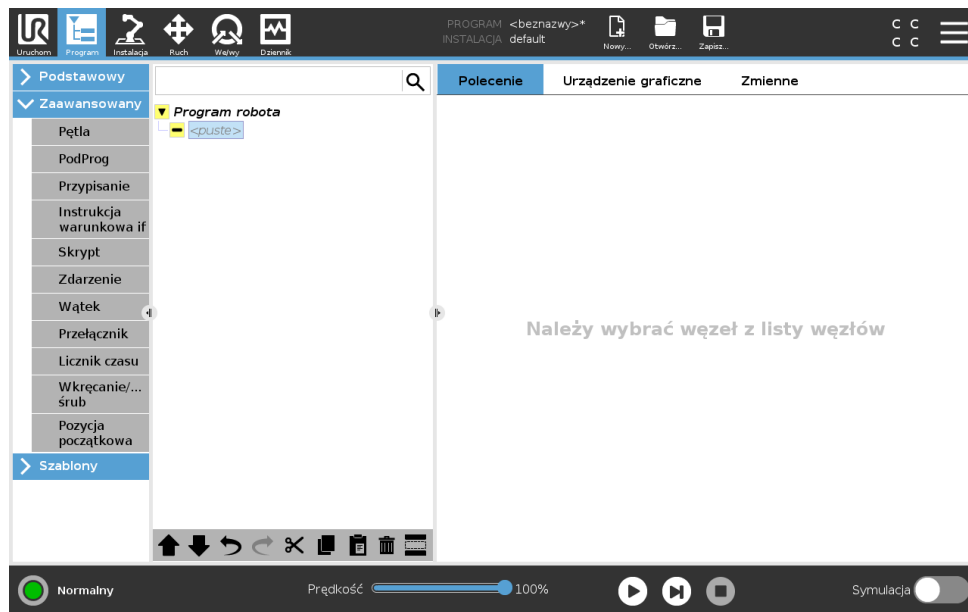 UR
Uruchom
Program
Instalacja
Ruch
We/wy
Dziennik
PROGRAM <beznazwy>*
INSTALACJA default
Nowy...
Otwórz...
Zapisz...
C C
C C
Podstawowy
Zaawansowany
Pętla
PodProg
Przypisanie
Instrukcja
warunkowa if
Skrypt
Zdarzenie
Wątek
Przełącznik
Licznik czasu
Wkręcanie/...
śrub
Pozycja
początkowa
Szablony
Program robota
<puste>
Polecenie
Urządzenie graficzne
Zmienne
Należy wybrać węzeł z listy węzłów
Normalny
Prędkość
100%
Symulacja